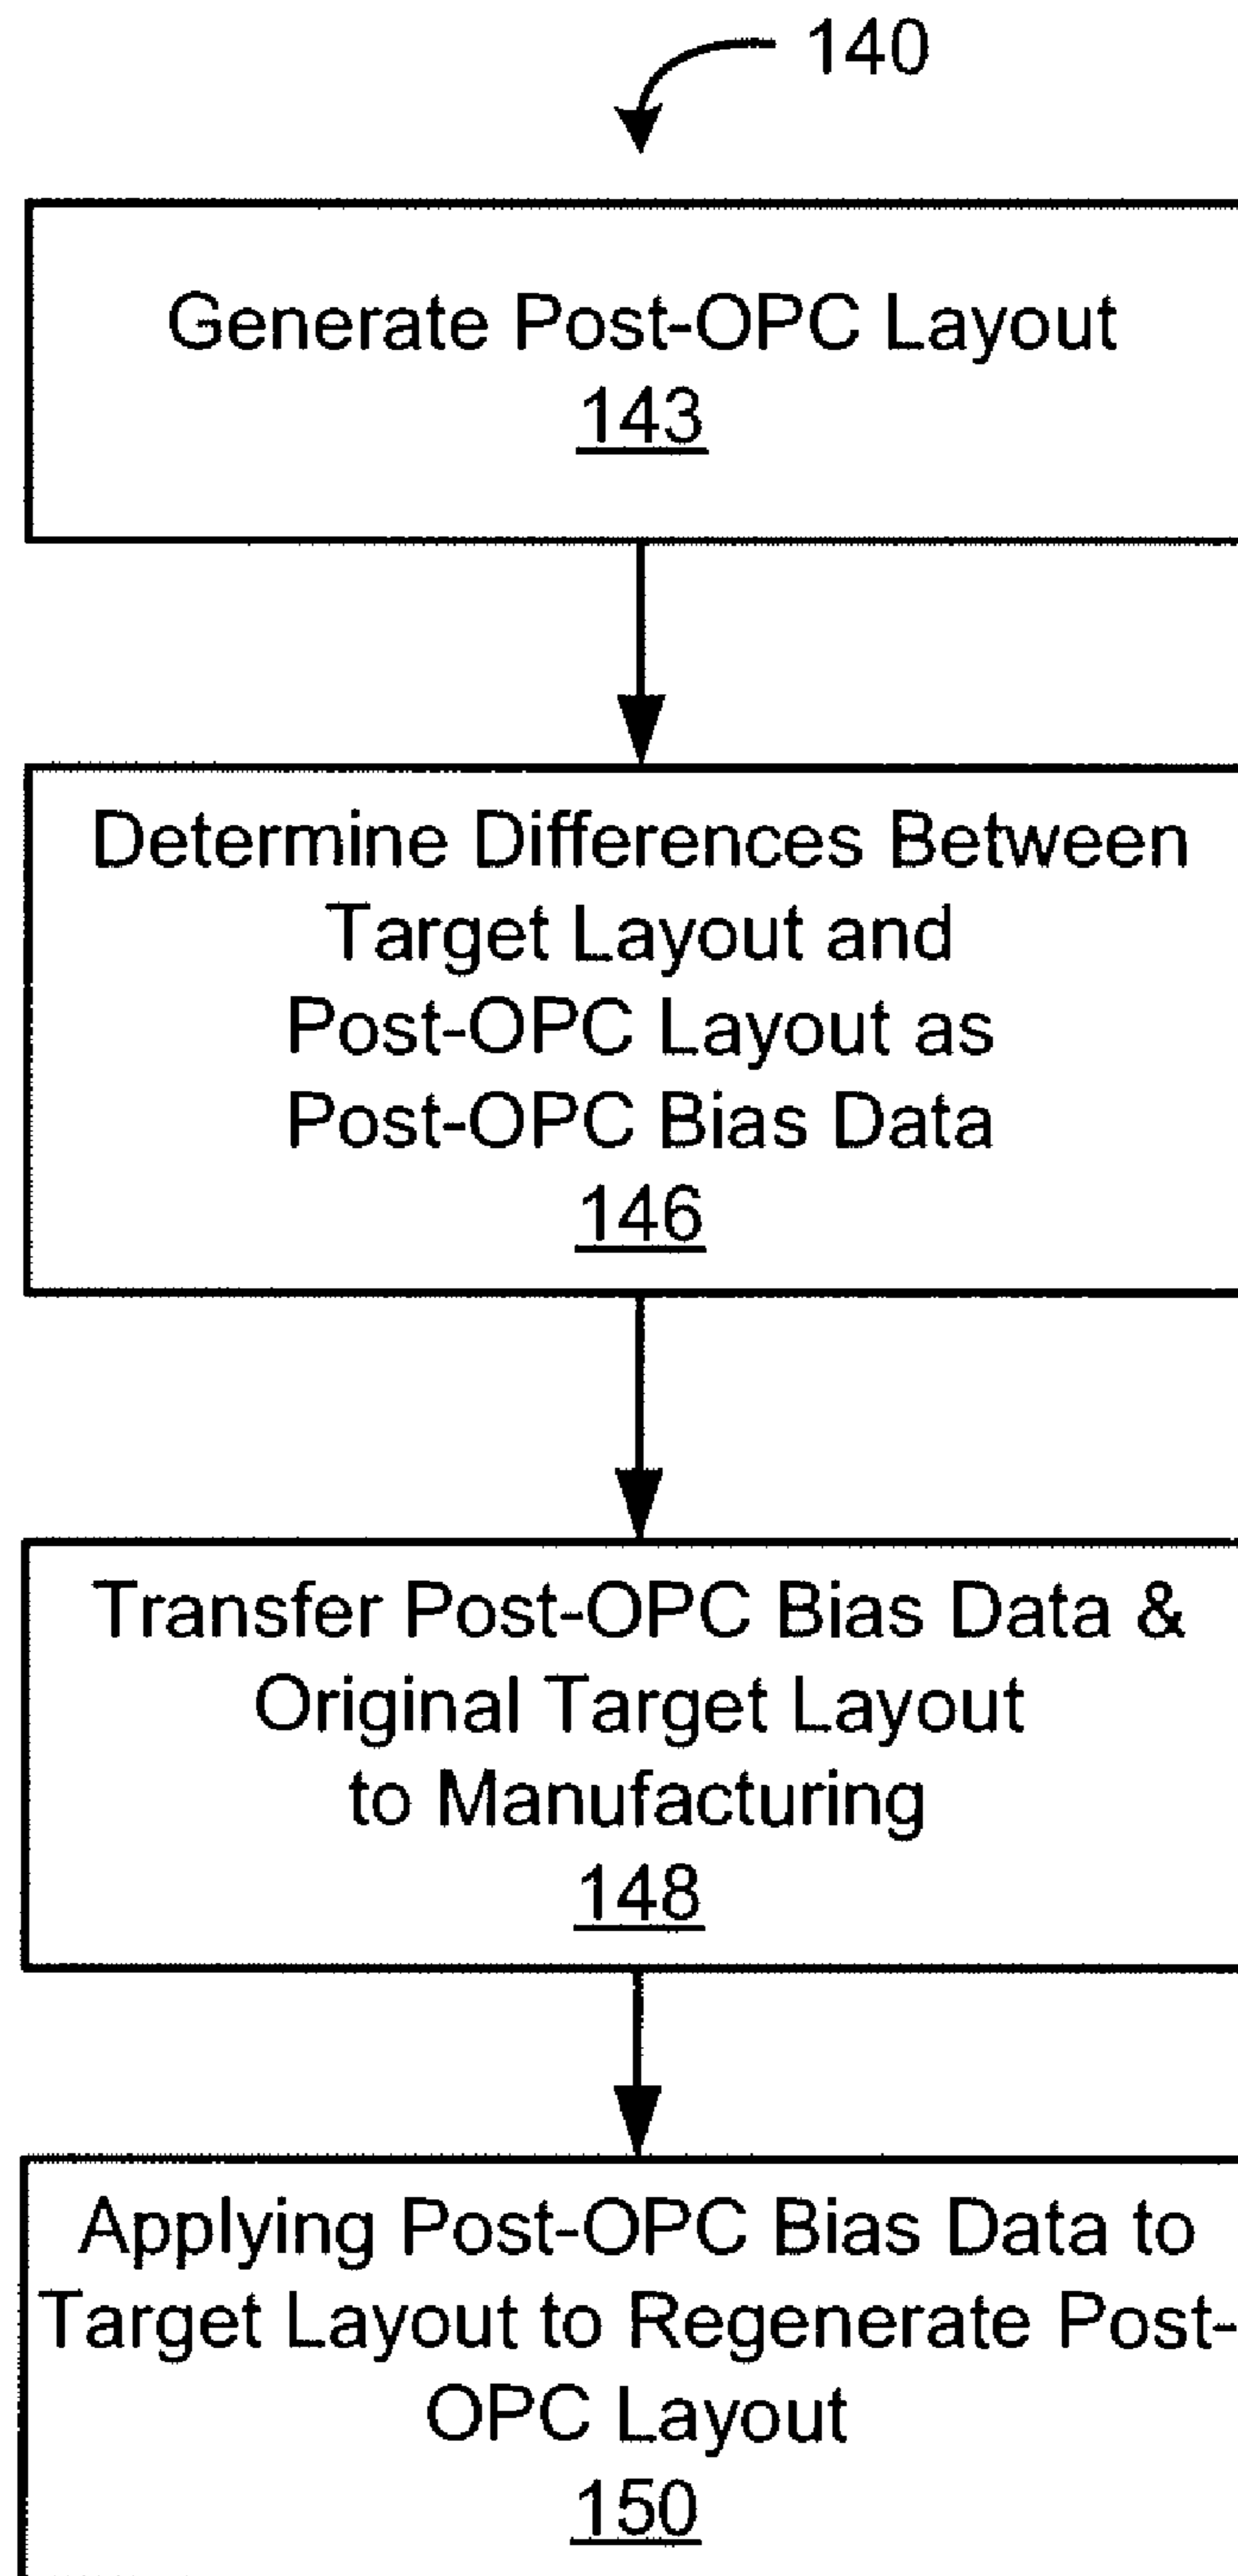 140
Generate Post-OPC Layout
143
Determine Differences Between
Target Layout and
Post-OPC Layout as
Post-OPC Bias Data
146
Transfer Post-OPC Bias Data &
Original Target Layout
to Manufacturing
148
Applying Post-OPC Bias Data to
Target Layout to Regenerate Post-
OPC Layout
150